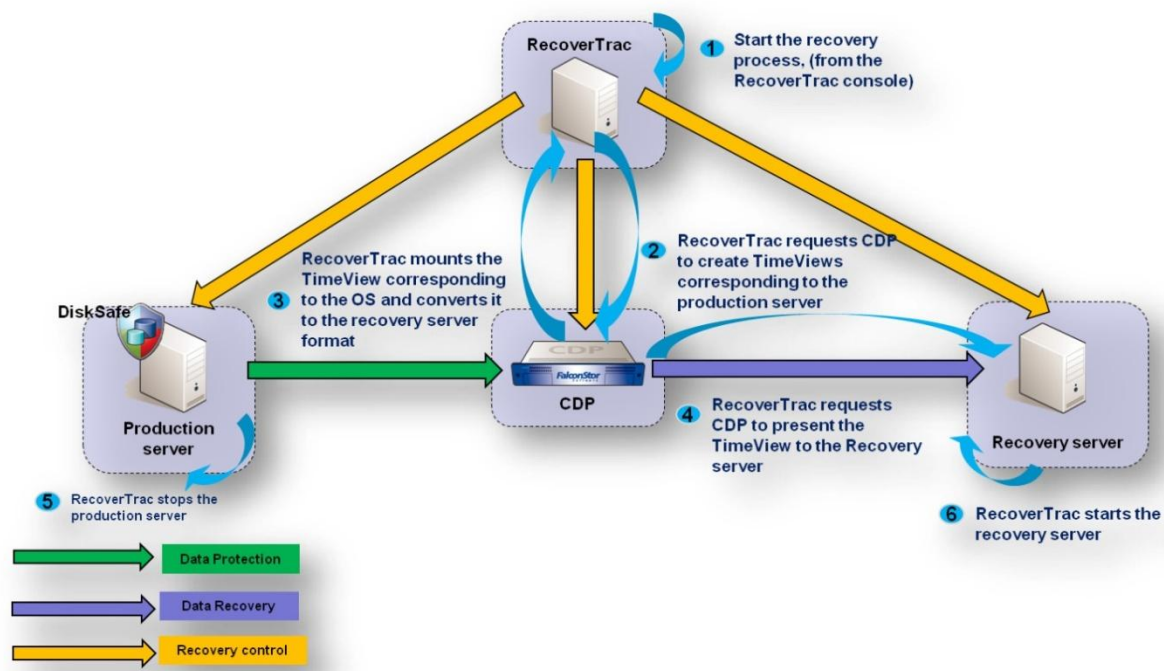 RecoverTrac
1
Start the recovery
process, (from the
RecoverTrac console)
2
RecoverTrac requests CDP
to create TimeViews
corresponding to the
production server
RecoverTrac mounts the
TimeView corresponding
3
to the OS and converts it
to the recovery server
format
DiskSafe
Production
server
CDP
FalconStor
CDP
4
RecoverTrac requests
CDP to present the
TimeView to the Recovery
server
Recovery server
5
RecoverTrac stops the
production server
6
RecoverTrac starts the
recovery server
Data Protection
Data Recovery
Recovery control